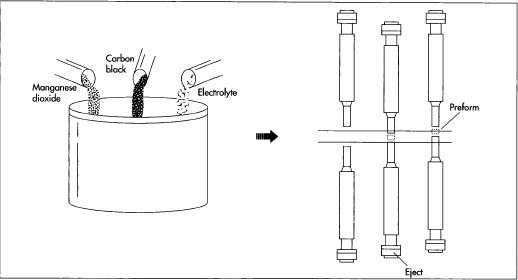 Carbon
black
Manganese
dioxide
Electrolyte
Preform
Eject